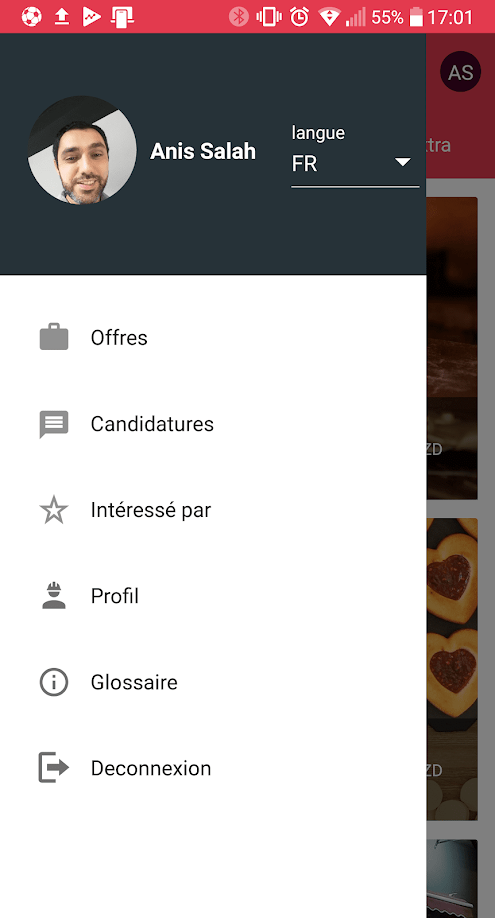 55% 17:01
AS
langue
Anis Salah
FR
tra
Offres
ZD
Candidatures
Intéressé par
Profil
Glossaire
ZD
Deconnexion